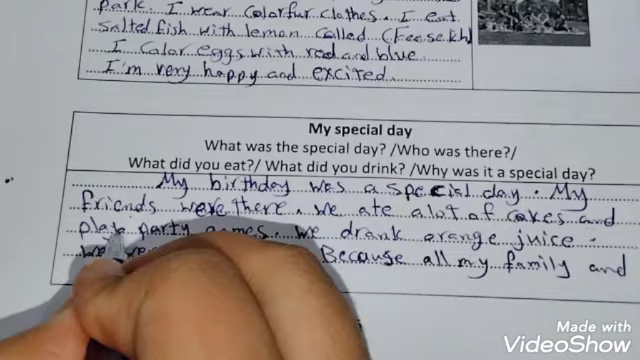 park. I wear Colorfur clothes. I eat
salted fish with lemon called (Feesekh)
I color eggs with red and blue
I'm very happy and excited.
My special day
What was the special day? /Who was there?/
What did you eat?/ What did you drink? /Why was it a special day?
My birthday was a special day. My
friends were there. We ate alot of cakes and
play party games. We drank orange juice.
We Because all my family and
Made with
VideoShow